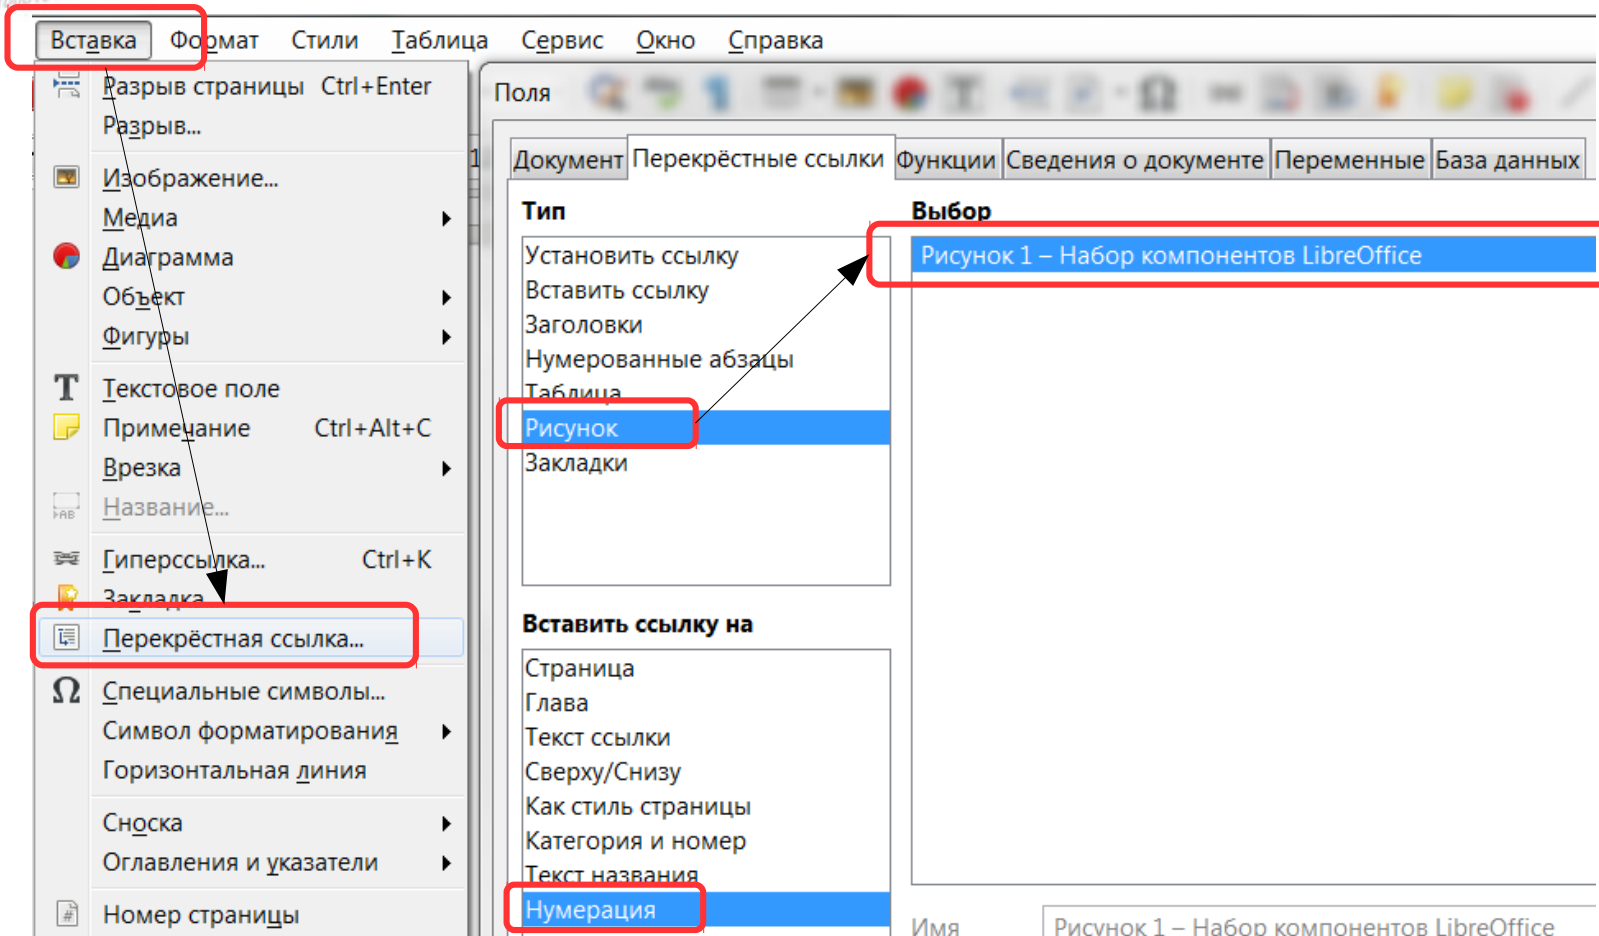 Вставка Формат Стили Таблица Сервис Окно Справка
Разрыв страницы Ctrl+Enter
Разрыв...
Изображение...
Медиа
Диаграмма
Объект
Фигуры
Текстовое поле
Примечание Ctrl+Alt+C
Врезка
Название...
Гиперссылка... Ctrl+K
Закладка
Перекрёстная ссылка...
Специальные символы...
Символ форматирования
Горизонтальная линия
Сноска
Оглавления и указатели
Номер страницы
Поля
Документ Перекрёстные ссылки Функции Сведения о документе Переменные База данных
Тип
Установить ссылку
Вставить ссылку
Заголовки
Нумерованные абзацы
Таблица
Рисунок
Закладки
Вставить ссылку на
Страница
Глава
Текст ссылки
Сверху/Снизу
Как стиль страницы
Категория и номер
Текст названия
Нумерация
Выбор
Рисунок 1 – Набор компонентов LibreOffice
Имя Рисунок 1 – Набор компонентов LibreOffice